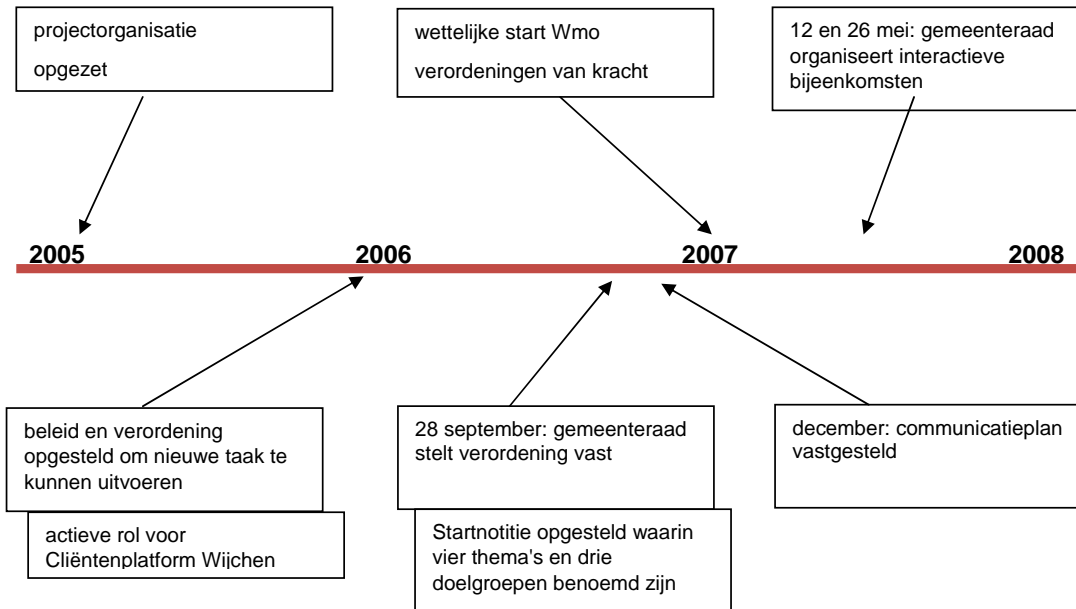 projectorganisatie
opgezet
wettelijke start Wmo
verordeningen van kracht
12 en 26 mei: gemeenteraad
organiseert interactieve
bijeenkomsten
2005
2006
2007
2008
beleid en verordening
opgesteld om nieuwe taak te
kunnen uitvoeren
actieve rol voor
Cliëntenplatform Wijchen
28 september: gemeenteraad
stelt verordening vast
Startnotitie opgesteld waarin
vier thema's en drie
doelgroepen benoemd zijn
december: communicatieplan
vastgesteld